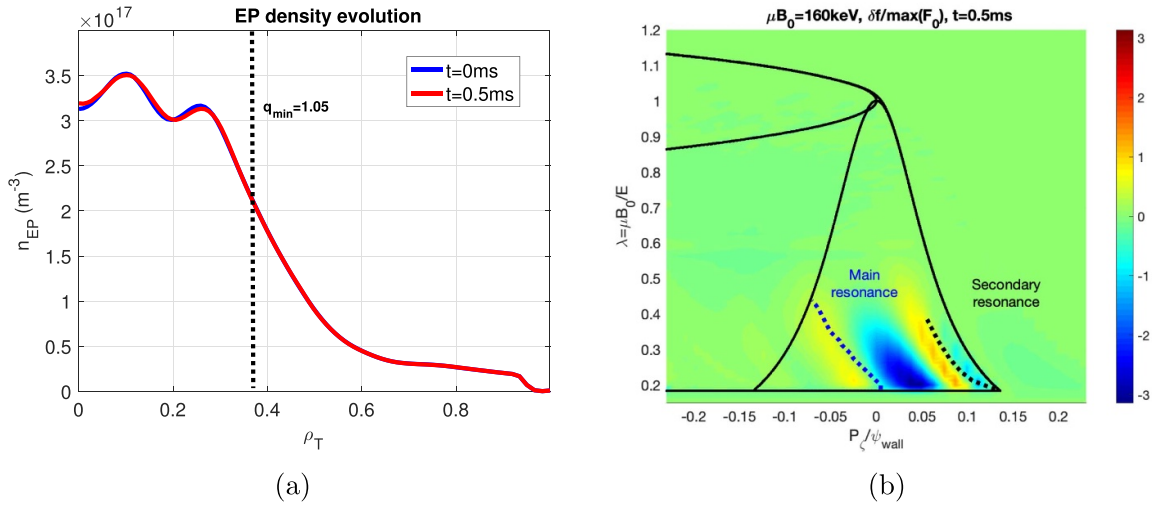 EP density evolution
×10^17
t=0ms
t=0.5ms
q_min=1.05
3.5
3
2.5
2
1.5
1
0.5
0
n_EP (m^-3)
0 0.2 0.4 0.6 0.8
ρ_T
(a)
μB_0=160keV, δf/max(F_0), t=0.5ms
1.2
1.1
1
0.9
0.8
0.7
0.6
0.5
0.4
0.3
0.2
λ=μB_0/E
Main
resonance
Secondary
resonance
-0.2 -0.15 -0.1 -0.05 0 0.05 0.1 0.15 0.2
P_ζ/ψ_wall
3
2
1
0
-1
-2
-3
(b)